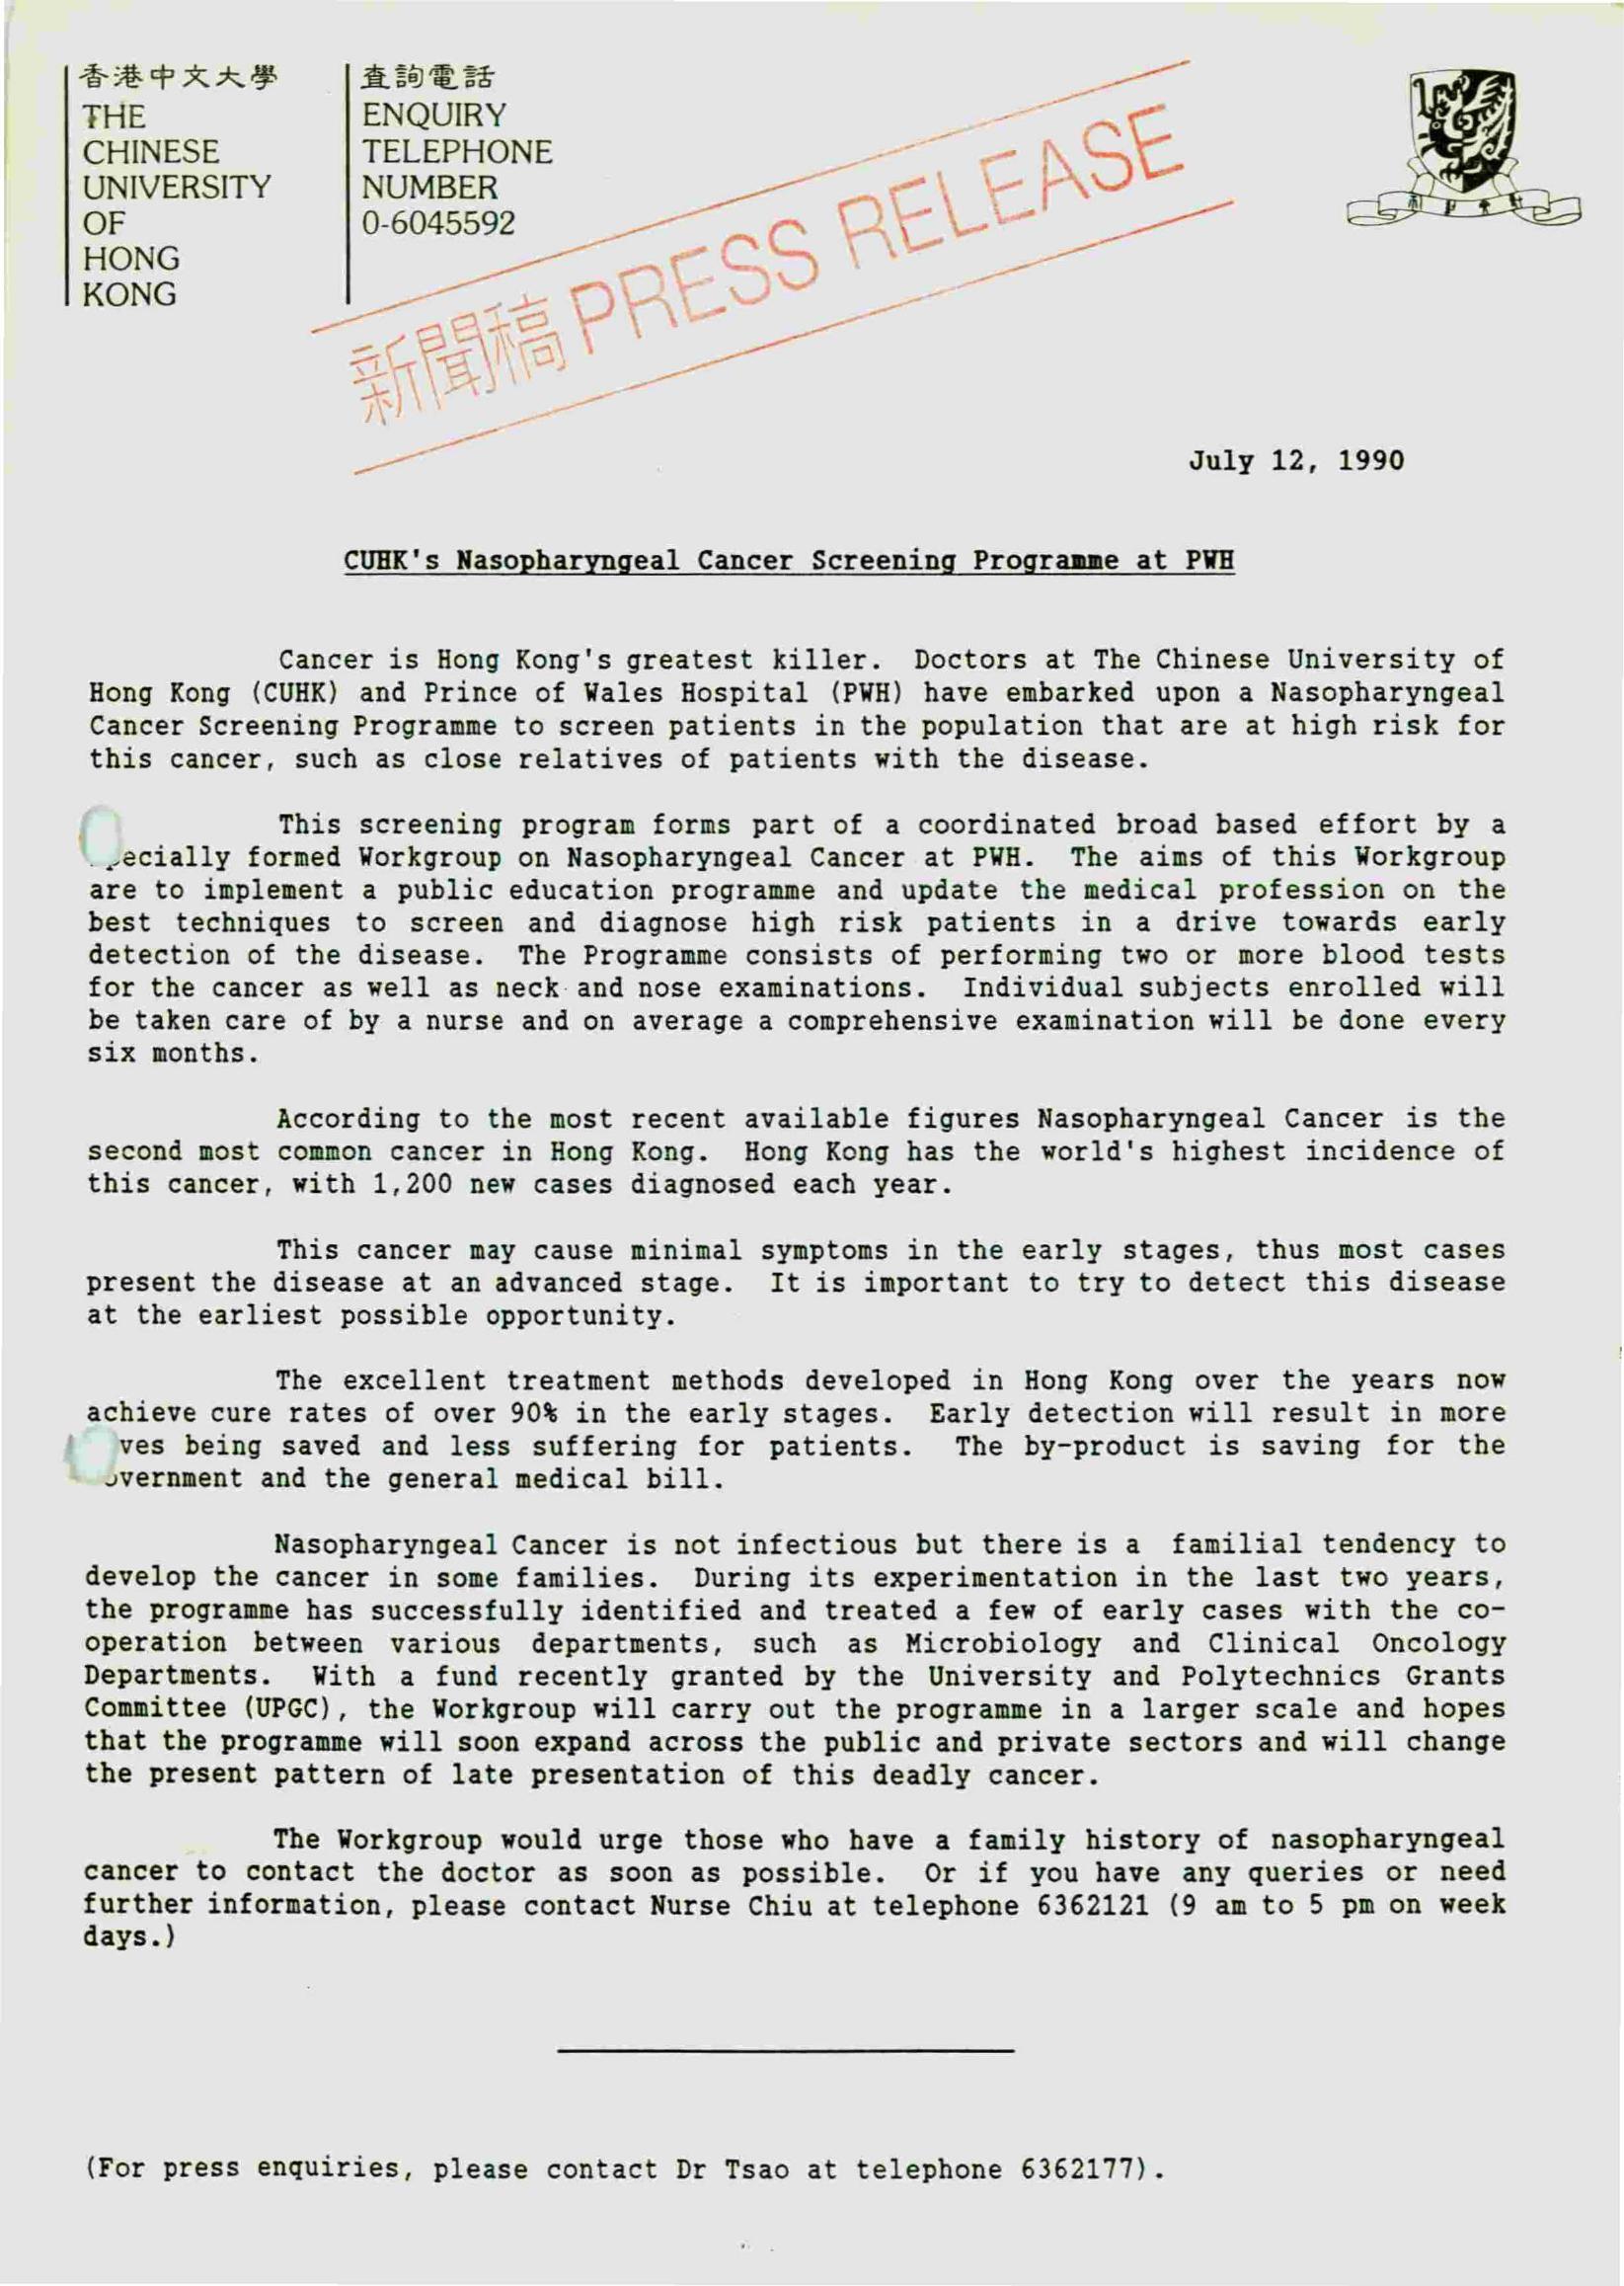 香港中文大學
THE
CHINESE
UNIVERSITY
OF
HONG
KONG
查詢電話
ENQUIRY
TELEPHONE
NUMBER
0-6045592
新聞稿 PRESS RELEASE
July 12, 1990
CUHK's Nasopharyngeal Cancer Screening Programme at PWH
Cancer is Hong Kong's greatest killer. Doctors at The Chinese University of
Hong Kong (CUHK) and Prince of Wales Hospital (PWH) have embarked upon a Nasopharyngeal
Cancer Screening Programme to screen patients in the population that are at high risk for
this cancer, such as close relatives of patients with the disease.
This screening program forms part of a coordinated broad based effort by a
ecially formed Workgroup on Nasopharyngeal Cancer at PWH. The aims of this Workgroup
are to implement a public education programme and update the medical profession on the
best techniques to screen and diagnose high risk patients in a drive towards early
detection of the disease. The Programme consists of performing two or more blood tests
for the cancer as well as neck and nose examinations. Individual subjects enrolled will
be taken care of by a nurse and on average a comprehensive examination will be done every
six months.
According to the most recent available figures Nasopharyngeal Cancer is the
second most common cancer in Hong Kong. Hong Kong has the world's highest incidence of
this cancer, with 1,200 new cases diagnosed each year.
This cancer may cause minimal symptoms in the early stages, thus most cases
present the disease at an advanced stage. It is important to try to detect this disease
at the earliest possible opportunity.
The excellent treatment methods developed in Hong Kong over the years now
achieve cure rates of over 90% in the early stages. Early detection will result in more
ves being saved and less suffering for patients. The by-product is saving for the
vernment and the general medical bill.
Nasopharyngeal Cancer is not infectious but there is a familial tendency to
develop the cancer in some families. During its experimentation in the last two years,
the programme has successfully identified and treated a few of early cases with the co-
operation between various departments, such as Microbiology and Clinical Oncology
Departments. With a fund recently granted by the University and Polytechnics Grants
Committee (UPGC), the Workgroup will carry out the programme in a larger scale and hopes
that the programme will soon expand across the public and private sectors and will change
the present pattern of late presentation of this deadly cancer.
The Workgroup would urge those who have a family history of nasopharyngeal
cancer to contact the doctor as soon as possible. Or if you have any queries or need
further information, please contact Nurse Chiu at telephone 6362121 (9 am to 5 pm on week
days.)
(For press enquiries, please contact Dr Tsao at telephone 6362177).